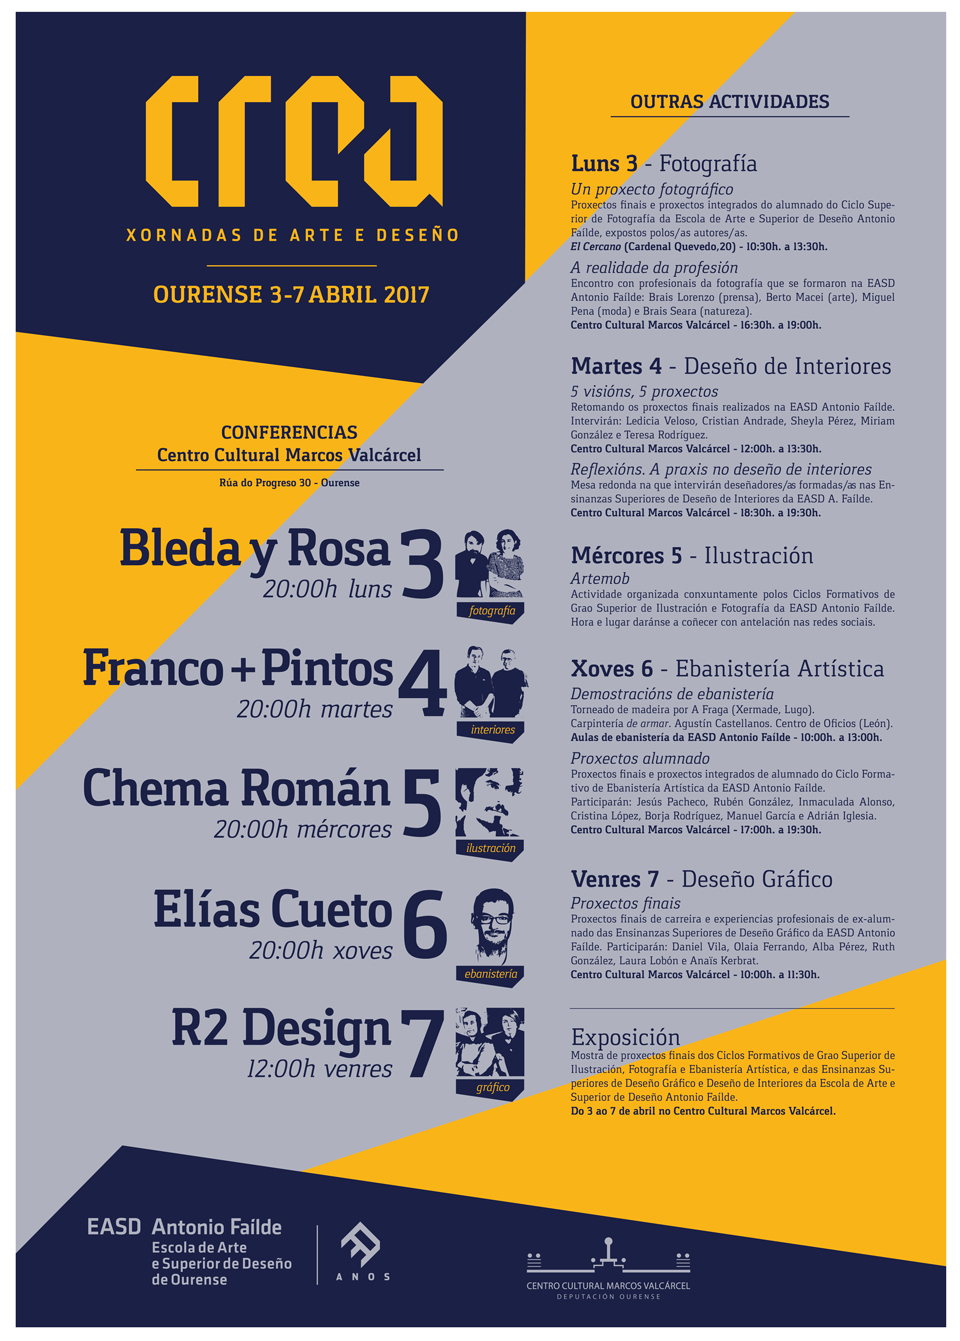 crea
XORNADAS DE ARTE E DESEÑO
OURENSE 3-7 ABRIL 2017
CONFERENCIAS
Centro Cultural Marcos Valcárcel
Rúa do Progreso 30 - Ourense
Bleda y Rosa 3
20:00h luns
fotografía
Franco + Pintos 4
20:00h martes
interiores
Chema Román 5
20:00h mércores
ilustración
Elías Cueto 6
20:00h xoves
ebanistería
R2 Design 7
12:00h venres
gráfico
OUTRAS ACTIVIDADES
Luns 3 - Fotografía
Un proxecto fotográfico
Proxectos finais e proxectos integrados do alumnado do Ciclo Supe-
rior de Fotografía da Escola de Arte e Superior de Deseño Antonio
Faílde, expostos polos/as autores/as.
El Cercano (Cardenal Quevedo,20) - 10:30h. a 13:30h.
A realidade da profesión
Encontro con profesionais da fotografía que se formaron na EASD
Antonio Faílde: Brais Lorenzo (prensa), Berto Macei (arte), Miguel
Pena (moda) e Brais Seara (natureza).
Centro Cultural Marcos Valcárcel - 16:30h. a 19:00h.
Martes 4 - Deseño de Interiores
5 visións, 5 proxectos
Retomando os proxectos finais realizados na EASD Antonio Faílde.
Intervirán: Ledicia Veloso, Cristian Andrade, Sheyla Pérez, Miriam
González e Teresa Rodríguez.
Centro Cultural Marcos Valcárcel - 12:00h. a 13:30h.
Reflexións. A praxis no deseño de interiores
Mesa redonda na que intervirán deseñadores/as formadas/as nas En-
sinanzas Superiores de Deseño de Interiores da EASD A. Faílde.
Centro Cultural Marcos Valcárcel - 18:30h. a 19:30h.
Mércores 5 - Ilustración
Artemob
Actividade organizada conxuntamente polos Ciclos Formativos de
Grao Superior de Ilustración e Fotografía da EASD Antonio Faílde.
Hora e lugar daránse a coñecer con antelación nas redes sociais.
Xoves 6 - Ebanistería Artística
Demostracións de ebanistería
Torneado de madeira por A Fraga (Xermade, Lugo).
Carpintería de armar. Agustín Castellanos. Centro de Oficios (León).
Aulas de ebanistería da EASD Antonio Faílde - 10:00h. a 13:00h.
Proxectos alumnado
Proxectos finais e proxectos integrados de alumnado do Ciclo Forma-
tivo de Ebanistería Artística da EASD Antonio Faílde.
Participarán: Jesús Pacheco, Rubén González, Inmaculada Alonso,
Cristina López, Borja Rodríguez, Manuel García e Adrián Iglesia.
Centro Cultural Marcos Valcárcel - 17:00h. a 19:30h.
Venres 7 - Deseño Gráfico
Proxectos finais
Proxectos finais de carreira e experiencias profesionais de ex-alum-
nado das Ensinanzas Superiores de Deseño Gráfico da EASD Antonio
Faílde. Participarán: Daniel Vila, Olaia Ferrando, Alba Pérez, Ruth
González, Laura Lobón e Anaïs Kerbrat.
Centro Cultural Marcos Valcárcel - 10:00h. a 11:30h.
Exposición
Mostra de proxectos finais dos Ciclos Formativos de Grao Superior de
Ilustración, Fotografía e Ebanistería Artística, e das Ensinanzas Su-
periores de Deseño Gráfico e Deseño de Interiores da Escola de Arte e
Superior de Deseño Antonio Faílde.
Do 3 ao 7 de abril no Centro Cultural Marcos Valcárcel.
EASD Antonio Faílde
Escola de Arte
e Superior de Deseño
de Ourense
ANOS
CENTRO CULTURAL MARCOS VALCÁRCEL
DEPUTACIÓN OURENSE